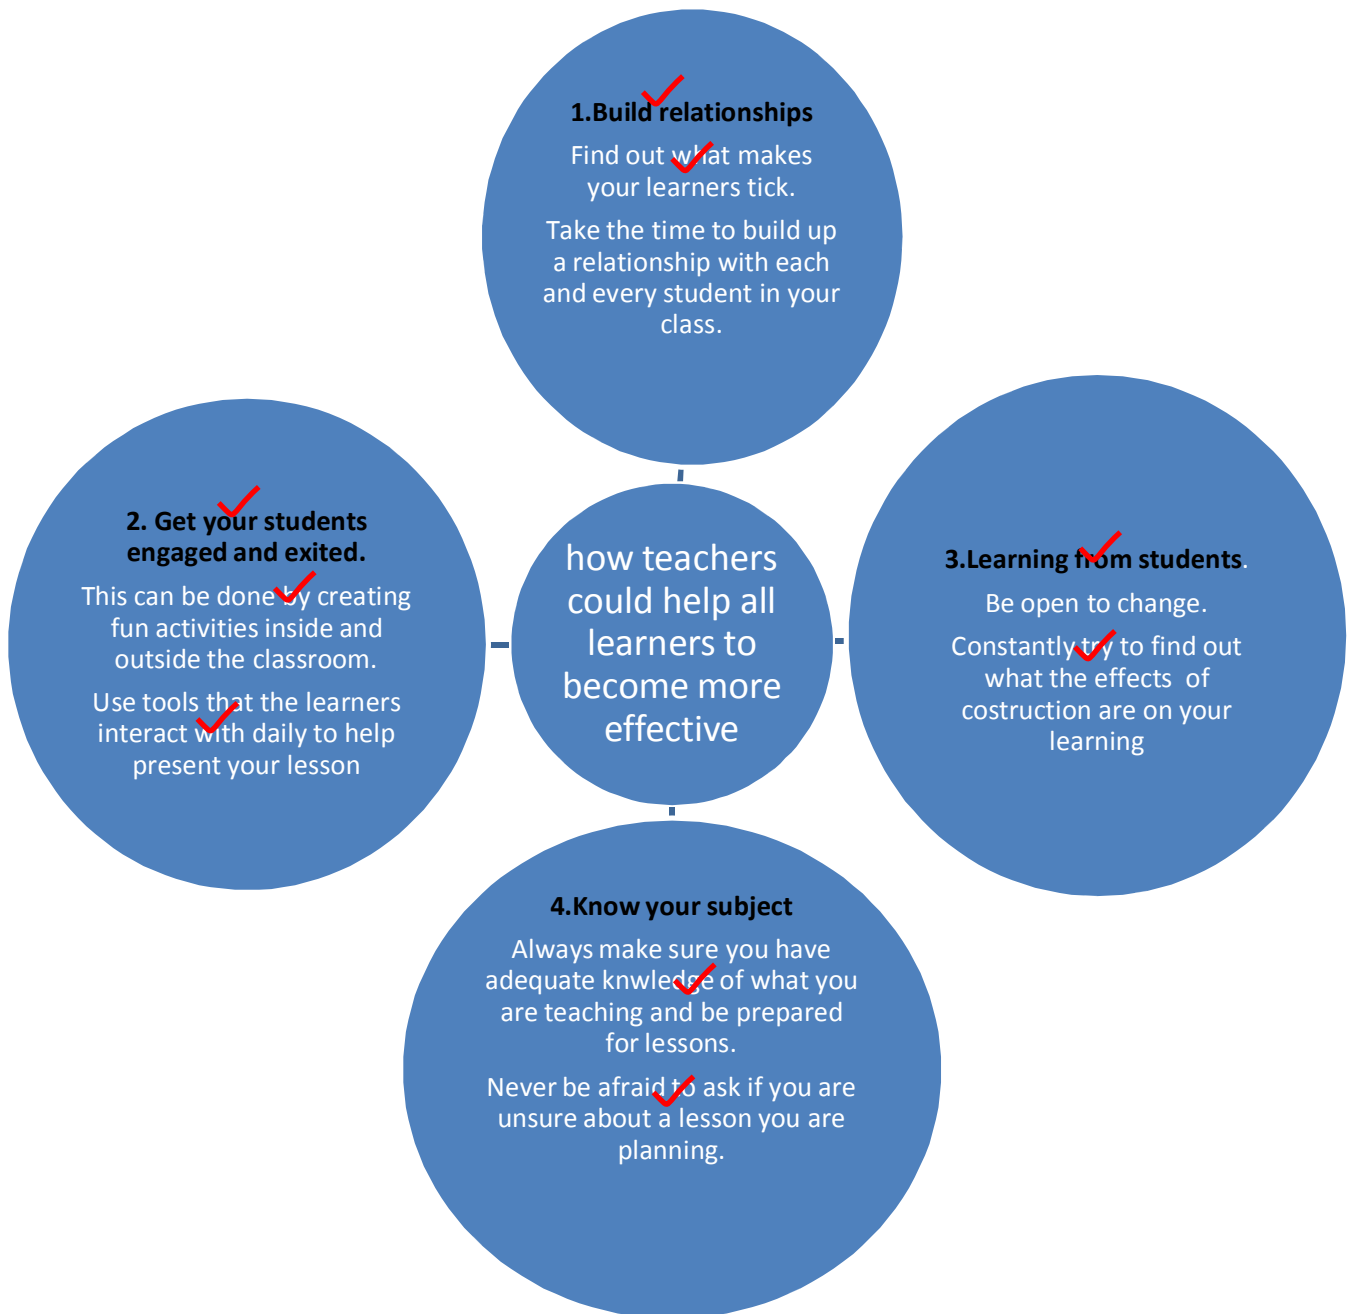 1.Build relationships
Find out what makes
your learners tick.
Take the time to build up
a relationship with each
and every student in your
class.
2. Get your students
engaged and exited.
This can be done by creating
fun activities inside and
outside the classroom.
Use tools that the learners
interact with daily to help
present your lesson
how teachers
could help all
learners to
become more
effective
3.Learning from students.
Be open to change.
Constantly try to find out
what the effects  of
costruction are on your
learning
4.Know your subject
Always make sure you have
adequate knwledge of what you
are teaching and be prepared
for lessons.
Never be afraid to ask if you are
unsure about a lesson you are
planning.